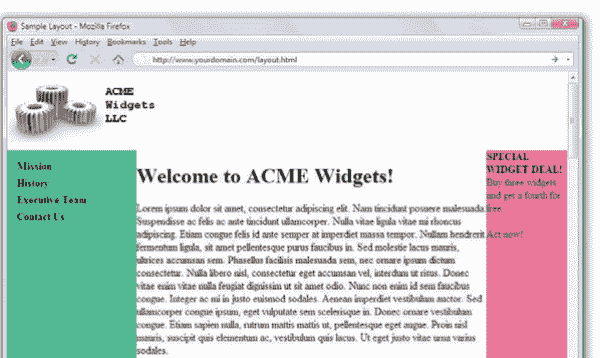 Sample Layout - Mozilla Firefox
File Edit View History Bookmarks Tools Help
http://www.yourdomain.com/layout.html
ACME
Widgets
LLC
Mission
History
Executive Team
Contact Us
Welcome to ACME Widgets!
Lorem ipsum dolor sit amet, consectetur adipiscing elit. Nam tincidunt posuere malesuada.
Suspendisse ac felis ac ante tincidunt ullamcorper. Nulla vitae ligula vitae mi rhoncus
adipiscing. Etiam congue felis id ante semper at imperdiet massa tempor. Nullam hendrerit
fermentum ligula, sit amet pellentesque purus faucibus in. Sed molestie lacus mauris,
ultrices accumsan sem. Phasellus facilisis malesuada sem, nec ornare ipsum dictum
consectetur. Nulla libero nisl, consectetur eget accumsan vel, interdum ut risus. Donec
vitae enim vitae nulla feugiat dignissim ut sit amet odio. Nunc non enim id sem faucibus
congue. Integer ac mi in justo euismod sodales. Aenean imperdiet vestibulum auctor. Sed
ullamcorper congue ipsum, eget vulputate sem scelerisque in. Donec ornare vestibulum
congue. Etiam sapien nulla, rutrum mattis mattis ut, pellentesque eget augue. Proin nisl
mauris, suscipit quis elementum ac, vestibulum quis lacus. Ut eget justo vitae urna varius
sodales.
SPECIAL
WIDGET DEAL!
Buy three widgets
and get a fourth for
free.
Act now!